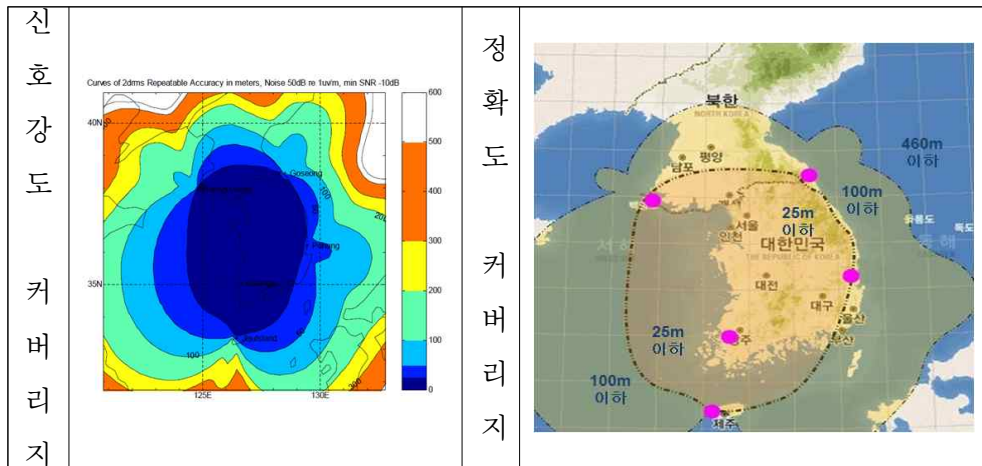 신호강도 커버리지
Curves of 2drms Repeatable Accuracy in meters, Noise 50dB re 1uv/m, min SNR -10dB
40N
35N
125E
130E
Gosoong
Pohang
100
200
100
300
600
500
400
300
200
100
0
정확도 커버리지
북한
NORTH KOREA
평양
남포
460m
이하
100m
이하
25m
이하
서울
인천
대한민국
THE REPUBLIC OF KOREA
울릉도
독도
대전
대구
울산
부산
25m
이하
100m
이하
제주